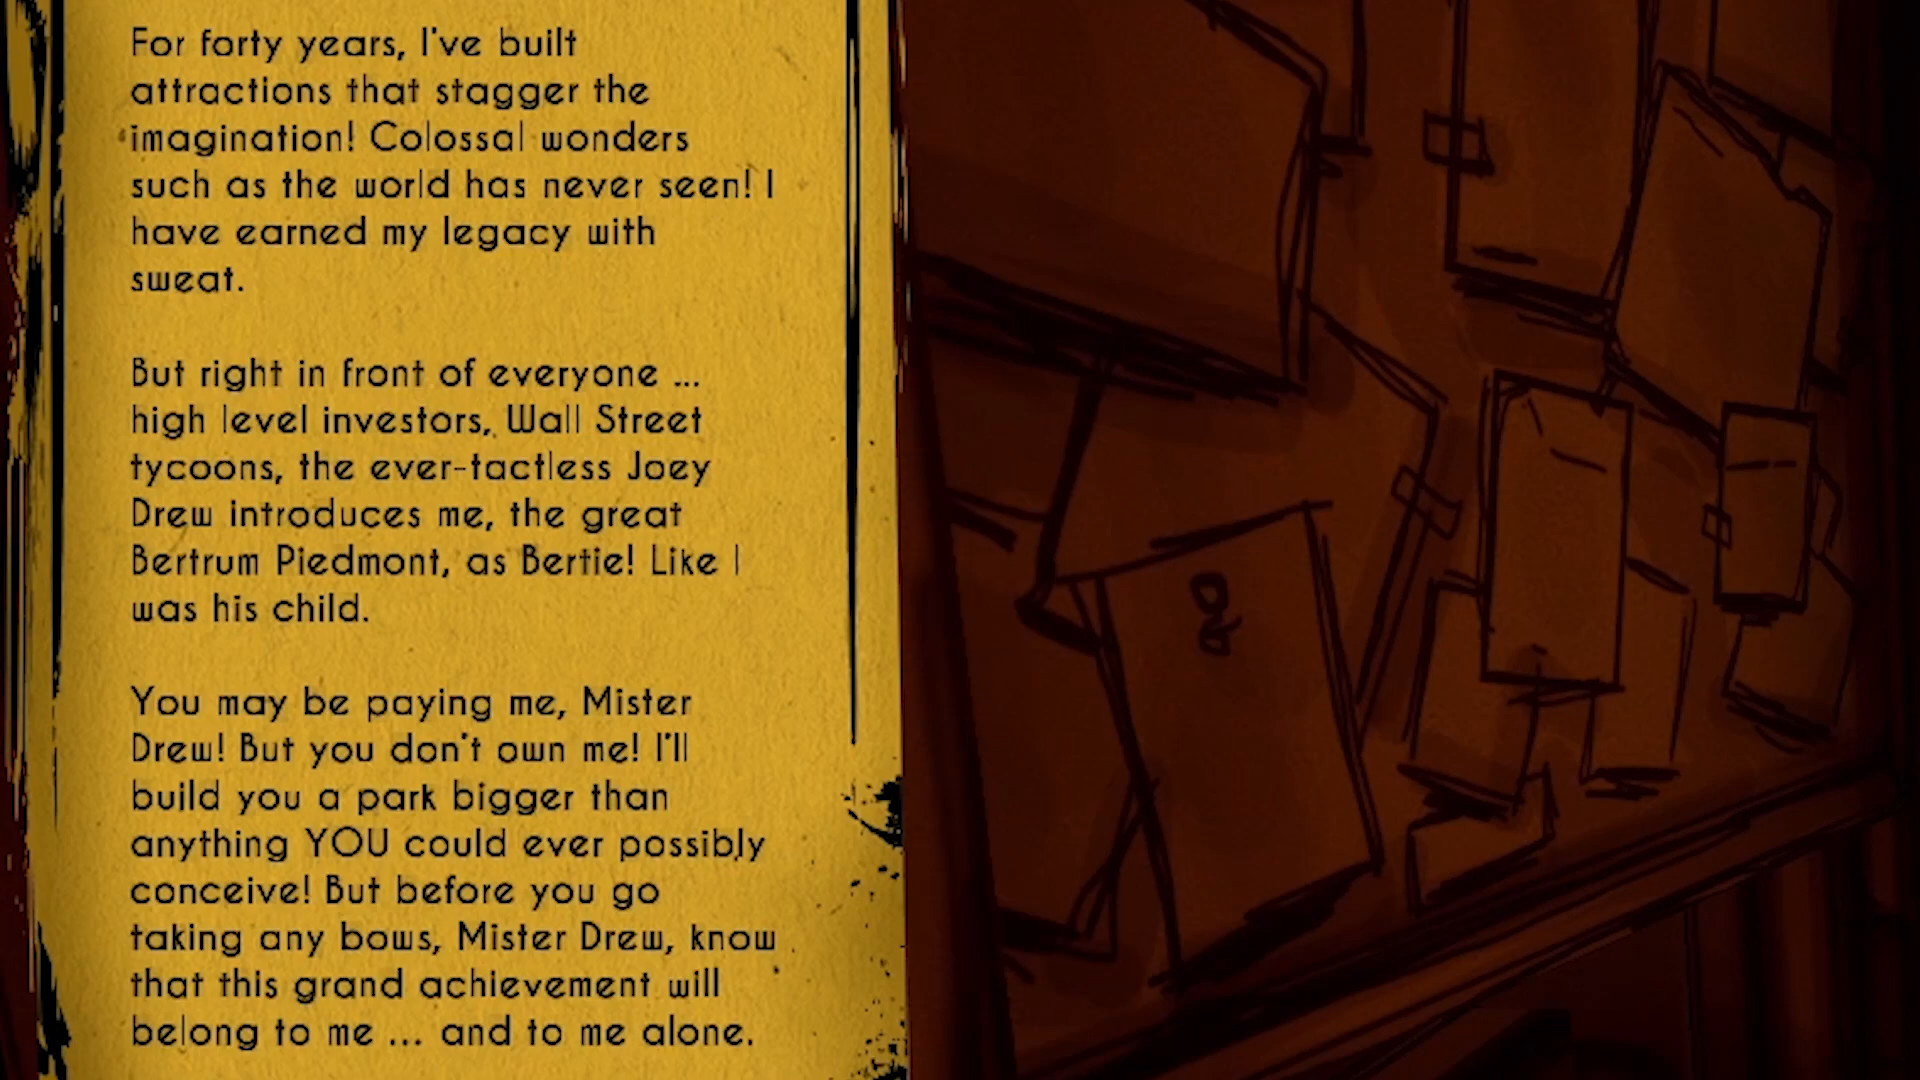 For forty years, I've built
attractions that stagger the
imagination! Colossal wonders
such as the world has never seen! I
have earned my legacy with
sweat.
But right in front of everyone ...
high level investors, Wall Street
tycoons, the ever-tactless Joey
Drew introduces me, the great
Bertrum Piedmont, as Bertie! Like I
was his child.
You may be paying me, Mister
Drew! But you don't own me! I'll
build you a park bigger than
anything YOU could ever possibly
conceive! But before you go
taking any bows, Mister Drew, know
that this grand achievement will
belong to me ... and to me alone.